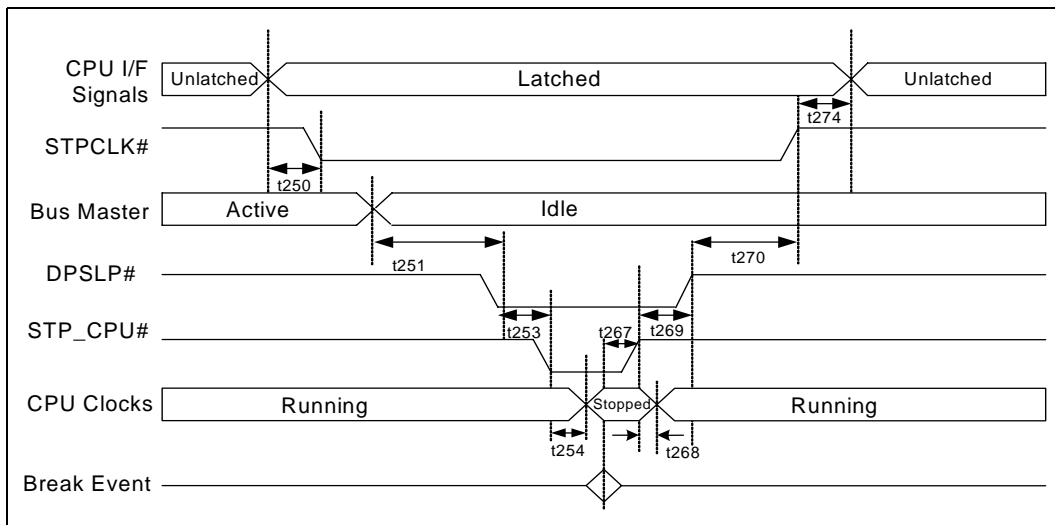 CPU I/F
Signals
Unlatched
Latched
Unlatched
t274
STPCLK#
t250
Bus Master
Active
Idle
t251
t270
DPSLP#
t253
t267
t269
STP_CPU#
CPU Clocks
Running
Stopped
Running
t254
t268
Break Event